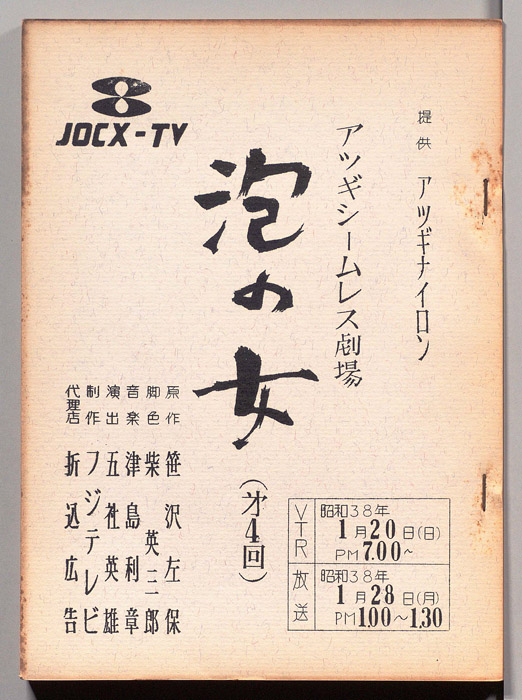 JOCX-TV
提供 アツギナイロン
アツギシームレス劇場
泡の女
(才4回)
原作 笹沢左保
脚色 柴英三郎
音楽 津島利章
演出 五社英雄
制作 フジテレビ
代理店 折込広告
VTR
昭和38年
1月20日(日)
PM 7.00~
放送
昭和38年
1月28日(月)
PM 1.00~1.30